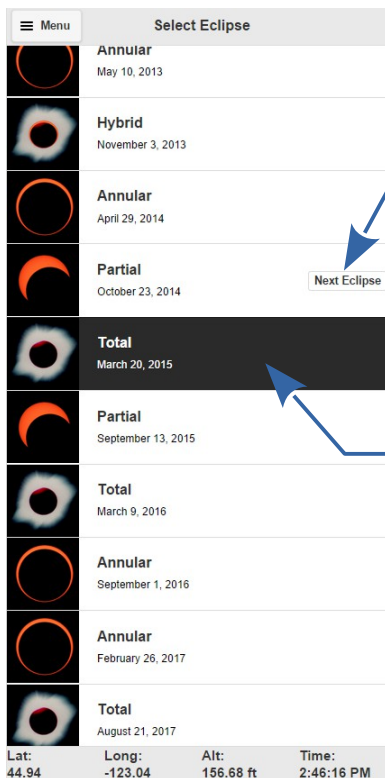 Menu
Select Eclipse
Annular
May 10, 2013
Hybrid
November 3, 2013
Annular
April 29, 2014
Partial
October 23, 2014
Next Eclipse
Total
March 20, 2015
Partial
September 13, 2015
Total
March 9, 2016
Annular
September 1, 2016
Annular
February 26, 2017
Total
August 21, 2017
Lat: Long: Alt: Time:
44.94 -123.04 156.68 ft 2:46:16 PM